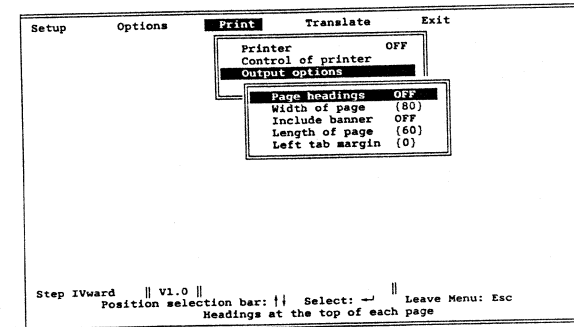 Setup Options Print Translate Exit
Printer OFF
Control of printer
Output options
Page headings OFF
Width of page (80)
Include banner OFF
Length of page (60)
Left tab margin (0)
Step IVward ‖ V1.0 ‖ ‖
Position selection bar: ↑↓ Select: ↵ Leave Menu: Esc
Headings at the top of each page